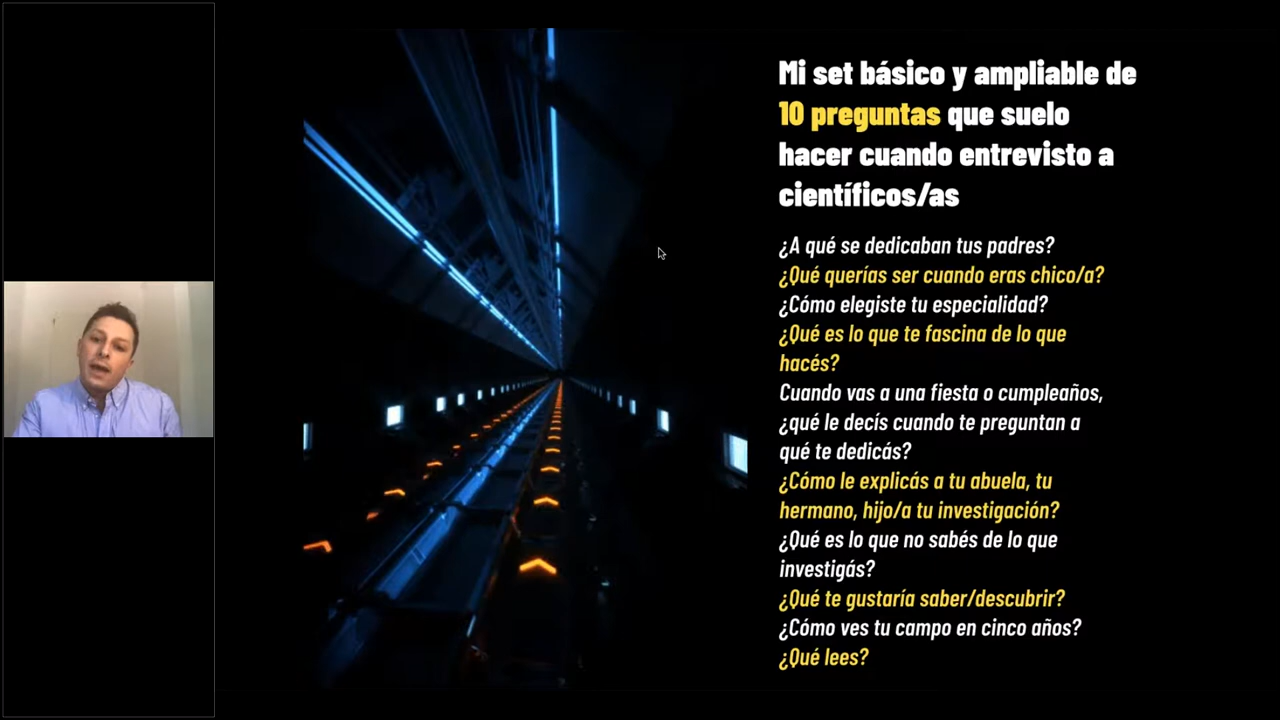 Mi set básico y ampliable de
10 preguntas que suelo
hacer cuando entrevisto a
científicos/as
¿A qué se dedicaban tus padres?
¿Qué querías ser cuando eras chico/a?
¿Cómo elegiste tu especialidad?
¿Qué es lo que te fascina de lo que
hacés?
Cuando vas a una fiesta o cumpleaños,
¿qué le decís cuando te preguntan a
qué te dedicás?
¿Cómo le explicás a tu abuela, tu
hermano, hijo/a tu investigación?
¿Qué es lo que no sabés de lo que
investigás?
¿Qué te gustaría saber/descubrir?
¿Cómo ves tu campo en cinco años?
¿Qué lees?